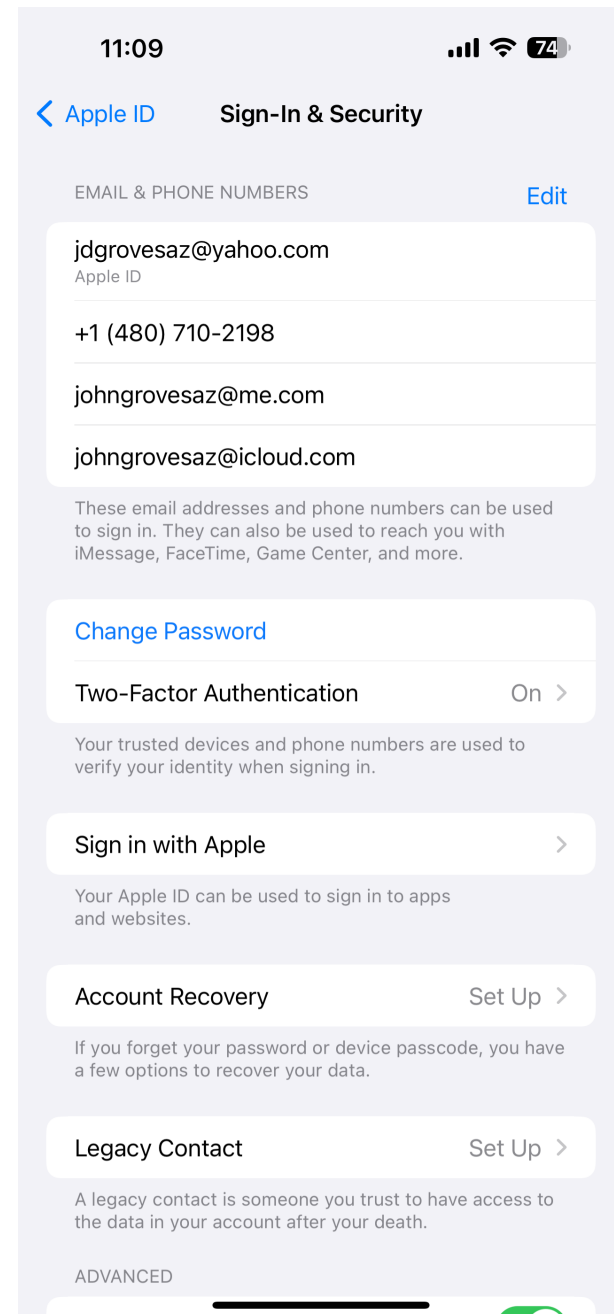 11:09
74
Apple ID
Sign-In & Security
EMAIL & PHONE NUMBERS
Edit
jdgrovesaz@yahoo.com
Apple ID
+1 (480) 710-2198
johngrovesaz@me.com
johngrovesaz@icloud.com
These email addresses and phone numbers can be used
to sign in. They can also be used to reach you with
iMessage, FaceTime, Game Center, and more.
Change Password
Two-Factor Authentication
On
Your trusted devices and phone numbers are used to
verify your identity when signing in.
Sign in with Apple
Your Apple ID can be used to sign in to apps
and websites.
Account Recovery
Set Up
If you forget your password or device passcode, you have
a few options to recover your data.
Legacy Contact
Set Up
A legacy contact is someone you trust to have access to
the data in your account after your death.
ADVANCED